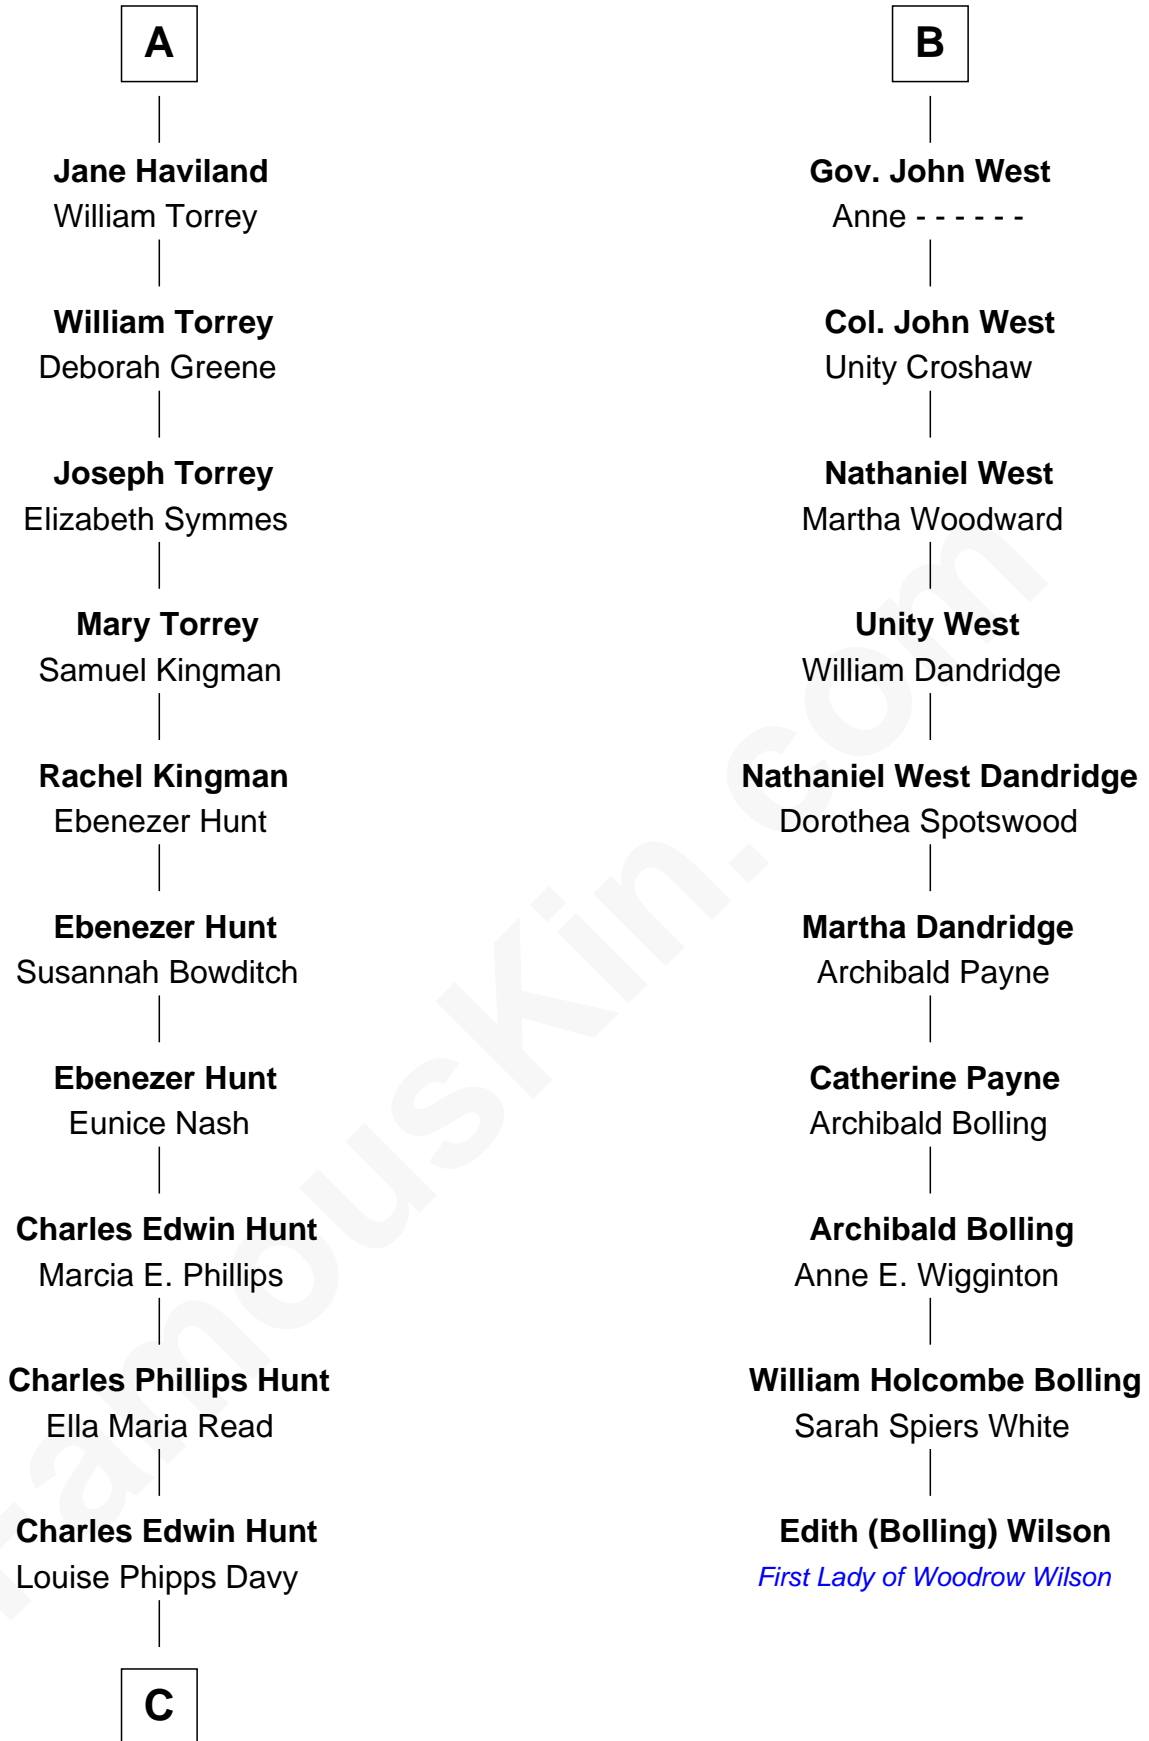 A
Jane Haviland
William Torrey
William Torrey
Deborah Greene
Joseph Torrey
Elizabeth Symmes
Mary Torrey
Samuel Kingman
Rachel Kingman
Ebenezer Hunt
Ebenezer Hunt
Susannah Bowditch
Ebenezer Hunt
Eunice Nash
Charles Edwin Hunt
Marcia E. Phillips
Charles Phillips Hunt
Ella Maria Read
Charles Edwin Hunt
Louise Phipps Davy
C
B
Gov. John West
Anne - - - - - -
Col. John West
Unity Croshaw
Nathaniel West
Martha Woodward
Unity West
William Dandridge
Nathaniel West Dandridge
Dorothea Spotswood
Martha Dandridge
Archibald Payne
Catherine Payne
Archibald Bolling
Archibald Bolling
Anne E. Wigginton
William Holcombe Bolling
Sarah Spiers White
Edith (Bolling) Wilson
First Lady of Woodrow Wilson
FamousKin.com